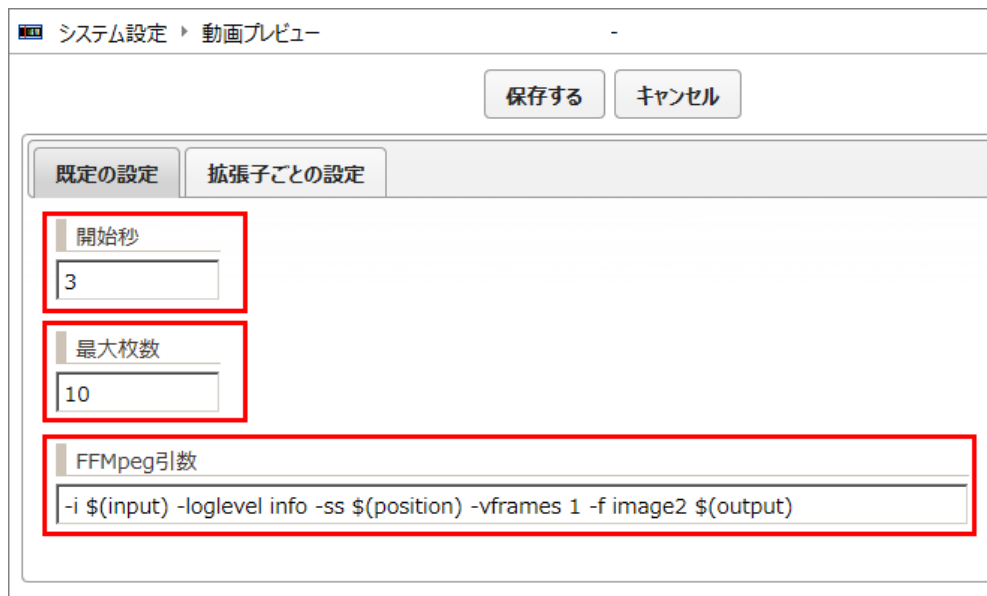 システム設定 ▸ 動画プレビュー -
保存する キャンセル
既定の設定 拡張子ごとの設定
開始秒
3
最大枚数
10
FFMpeg引数
-i $(input) -loglevel info -ss $(position) -vframes 1 -f image2 $(output)